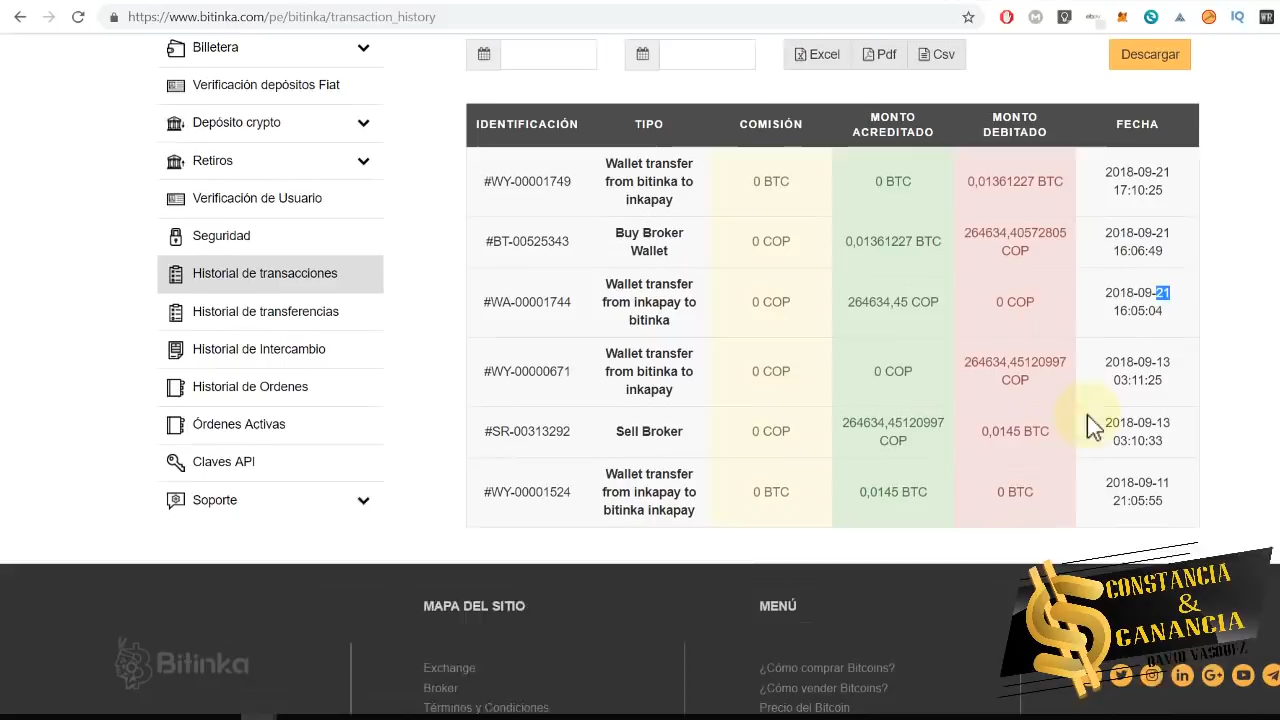 https://www.bitinka.com/pe/bitinka/transaction_history
Billetera
Verificación depósitos Fiat
Depósito crypto
Retiros
Verificación de Usuario
Seguridad
Historial de transacciones
Historial de transferencias
Historial de Intercambio
Historial de Ordenes
Órdenes Activas
Claves API
Soporte
Excel Pdf Csv
Descargar
IDENTIFICACIÓN TIPO COMISIÓN MONTO ACREDITADO MONTO DEBITADO FECHA
#WY-00001749 Wallet transfer from bitinka to inkapay 0 BTC 0 BTC 0,01361227 BTC 2018-09-21 17:10:25
#BT-00525343 Buy Broker Wallet 0 COP 0,01361227 BTC 264634,40572805 COP 2018-09-21 16:06:49
#WA-00001744 Wallet transfer from inkapay to bitinka 0 COP 264634,45 COP 0 COP 2018-09-21 16:05:04
#WY-00000671 Wallet transfer from bitinka to inkapay 0 COP 0 COP 264634,45120997 COP 2018-09-13 03:11:25
#SR-00313292 Sell Broker 0 COP 264634,45120997 COP 0,0145 BTC 2018-09-13 03:10:33
#WY-00001524 Wallet transfer from inkapay to bitinka inkapay 0 BTC 0,0145 BTC 0 BTC 2018-09-11 21:05:55
Bitinka
MAPA DEL SITIO
Exchange
Broker
Términos y Condiciones
MENÚ
¿Cómo comprar Bitcoins?
¿Cómo vender Bitcoins?
Precio del Bitcoin
CONSTANCIA
&
GANANCIA
DAVID VASQUEZ